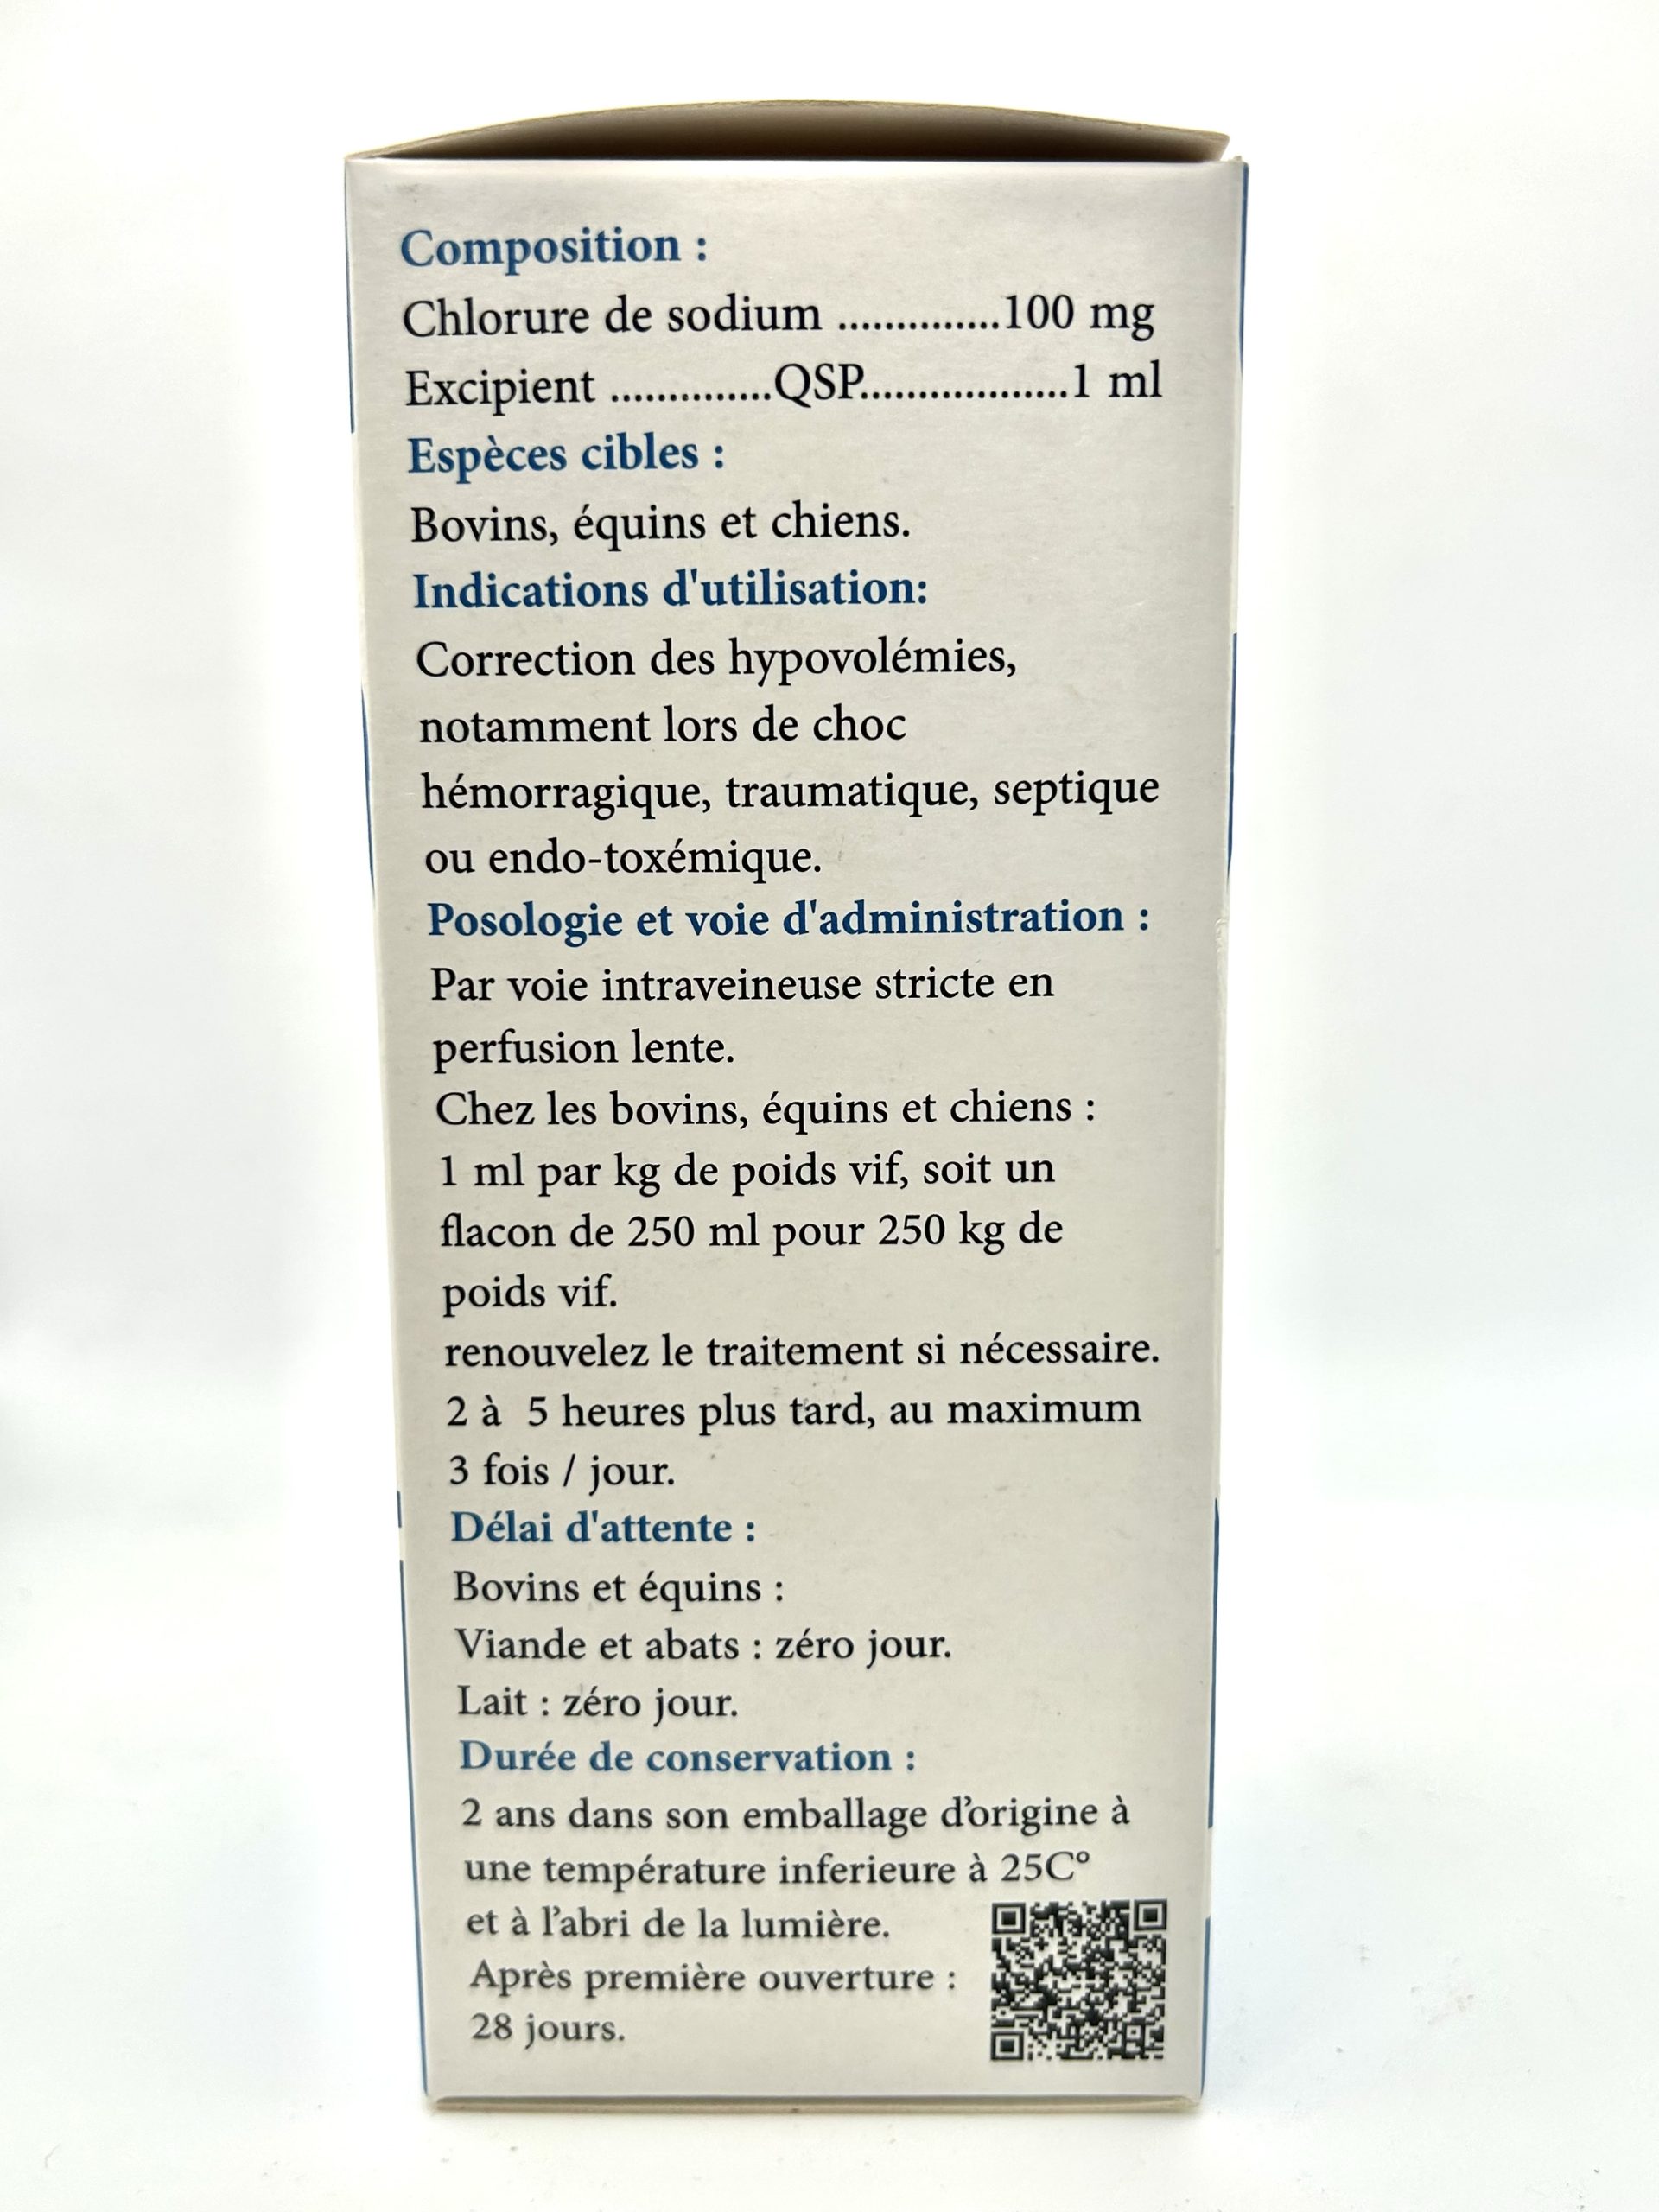 Composition :
Chlorure de sodium ..............100 mg
Excipient ..............QSP..................1 ml
Espèces cibles :
Bovins, équins et chiens.
Indications d'utilisation:
Correction des hypovolémies,
notamment lors de choc
hémorragique, traumatique, septique
ou endo-toxémique.
Posologie et voie d'administration :
Par voie intraveineuse stricte en
perfusion lente.
Chez les bovins, équins et chiens :
1 ml par kg de poids vif, soit un
flacon de 250 ml pour 250 kg de
poids vif.
renouvelez le traitement si nécessaire.
2 à  5 heures plus tard, au maximum
3 fois / jour.
Délai d'attente :
Bovins et équins :
Viande et abats : zéro jour.
Lait : zéro jour.
Durée de conservation :
2 ans dans son emballage d’origine à
une température inferieure à 25C°
et à l’abri de la lumière.
Après première ouverture :
28 jours.